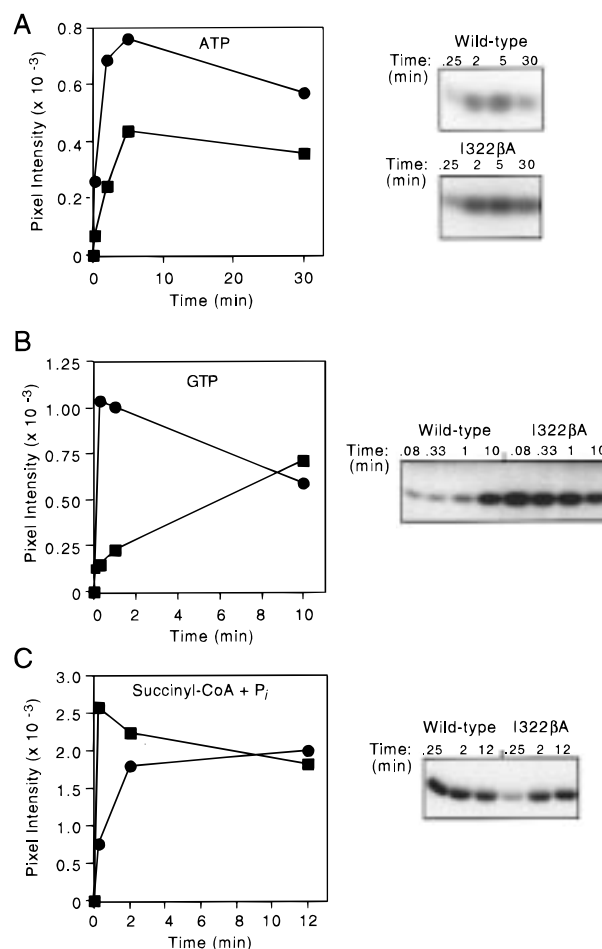 A
ATP
Pixel Intensity (x 10 -3)
0.8
0.6
0.4
0.2
0
0 10 20 30
Time (min)
Wild-type
Time: .25 2 5 30
(min)
I322βA
Time: .25 2 5 30
(min)
B
GTP
Pixel Intensity (x 10 -3)
1.25
1.00
0.75
0.50
0.25
0
0 2 4 6 8 10
Time (min)
Wild-type I322βA
Time: .08 .33 1 10 .08 .33 1 10
(min)
C
Succinyl-CoA + Pi
Pixel Intensity (x 10 -3)
3.0
2.5
2.0
1.5
1.0
0.5
0
0 2 4 6 8 10 12
Time (min)
Wild-type I322βA
Time: .25 2 12 .25 2 12
(min)